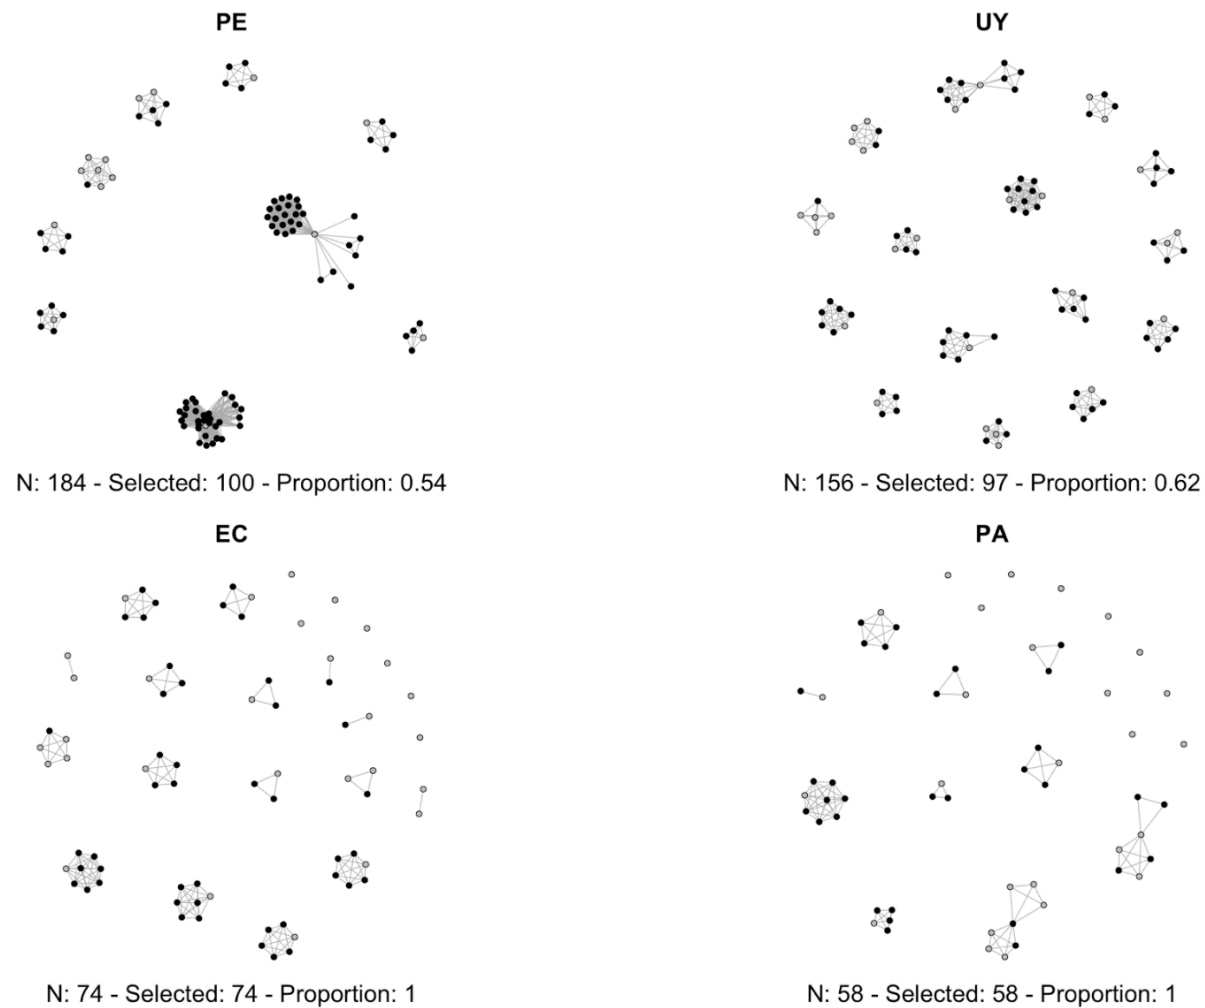 PE
UY
N: 184 - Selected: 100 - Proportion: 0.54
N: 156 - Selected: 97 - Proportion: 0.62
EC
PA
N: 74 - Selected: 74 - Proportion: 1
N: 58 - Selected: 58 - Proportion: 1